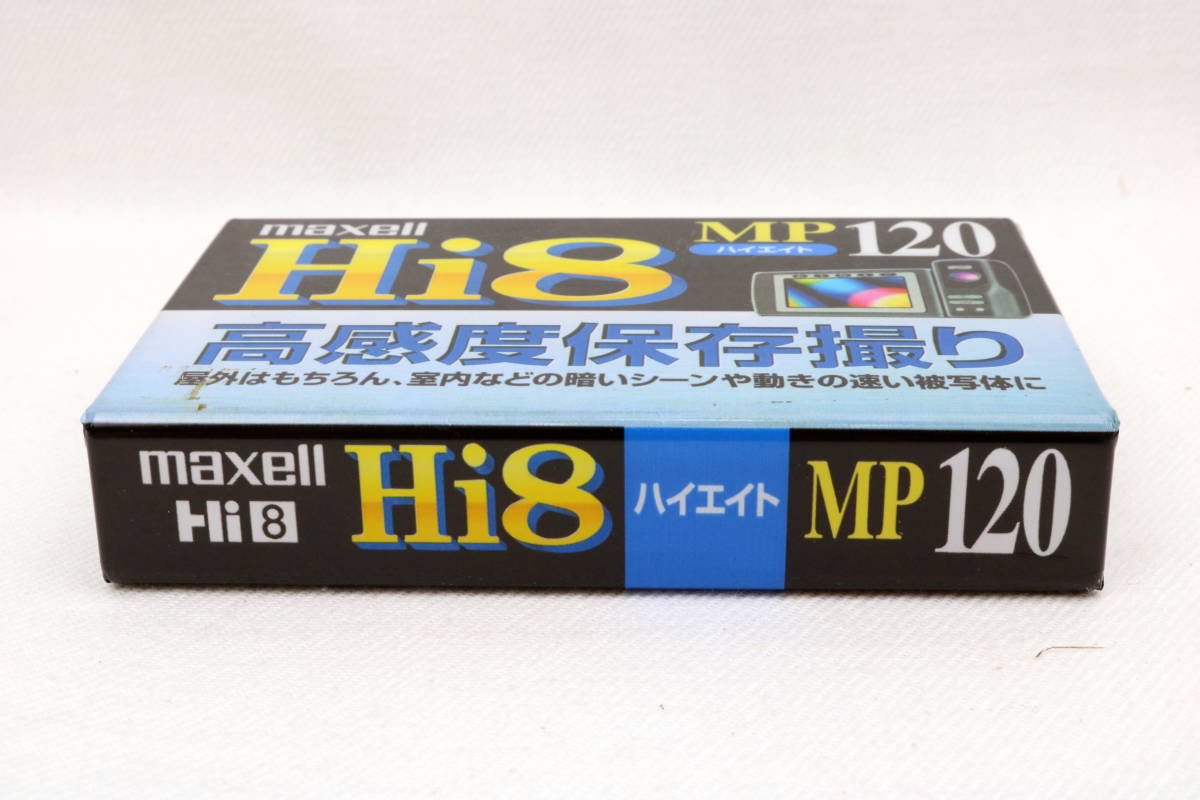 maxell
Hi8 MP 120
ハイエイト
高感度保存撮り
屋外はもちろん、室内などの暗いシーンや動きの速い被写体に
maxell
Hi8
Hi8 ハイエイト MP 120